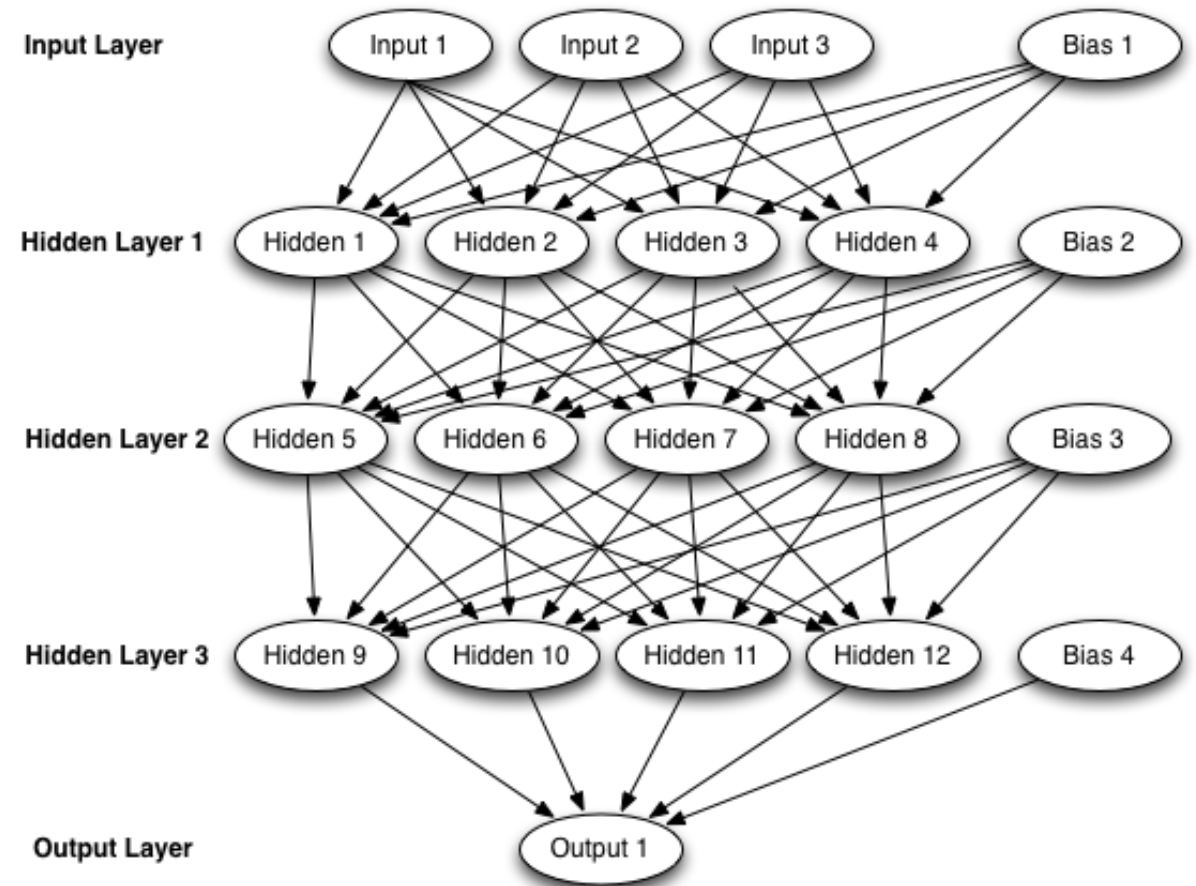 Input Layer Input 1 Input 2 Input 3 Bias 1
Hidden Layer 1 Hidden 1 Hidden 2 Hidden 3 Hidden 4 Bias 2
Hidden Layer 2 Hidden 5 Hidden 6 Hidden 7 Hidden 8 Bias 3
Hidden Layer 3 Hidden 9 Hidden 10 Hidden 11 Hidden 12 Bias 4
Output Layer Output 1